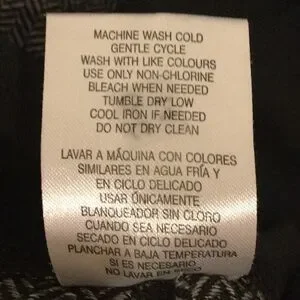 MACHINE WASH COLD
GENTLE CYCLE
WASH WITH LIKE COLOURS
USE ONLY NON-CHLORINE
BLEACH WHEN NEEDED
TUMBLE DRY LOW
COOL IRON IF NEEDED
DO NOT DRY CLEAN
LAVAR A MÁQUINA CON COLORES
SIMILARES EN AGUA FRÍA Y
EN CICLO DELICADO
USAR ÚNICAMENTE
BLANQUEADOR SIN CLORO
CUANDO SEA NECESARIO
SECADO EN CICLO DELICADO
PLANCHAR A BAJA TEMPERATURA
SI ES NECESARIO
NO LAVAR EN SECO